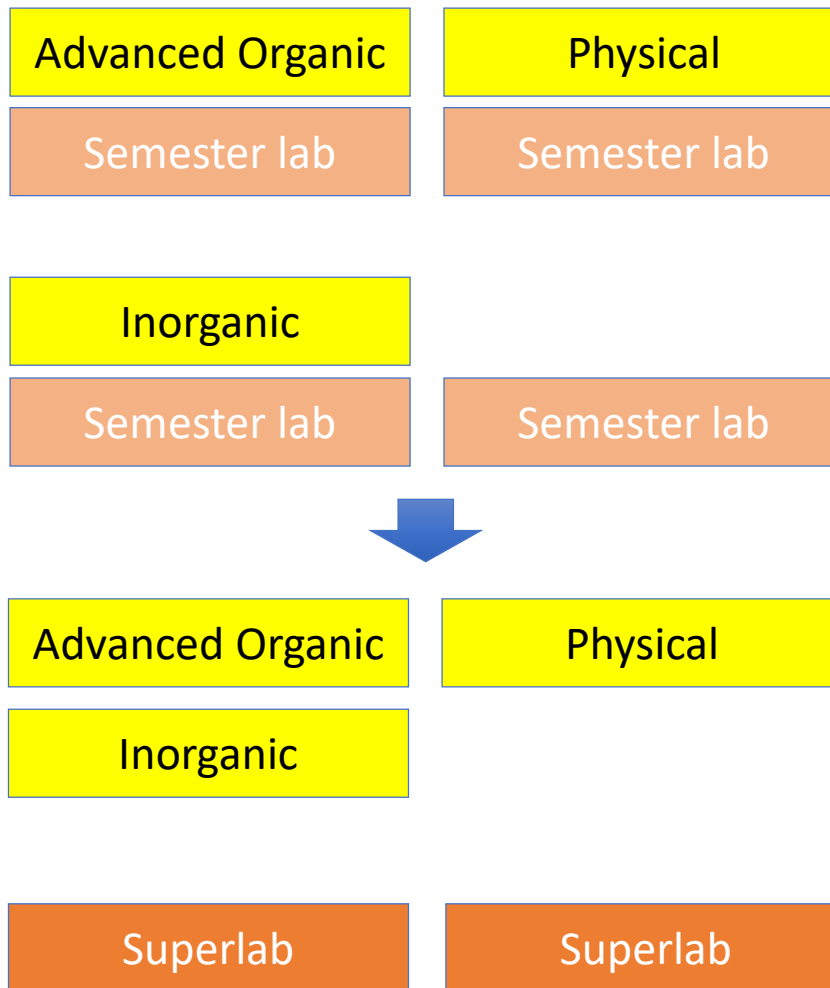 Advanced Organic
Physical
Semester lab
Semester lab
Inorganic
Semester lab
Semester lab
Advanced Organic
Physical
Inorganic
Superlab
Superlab